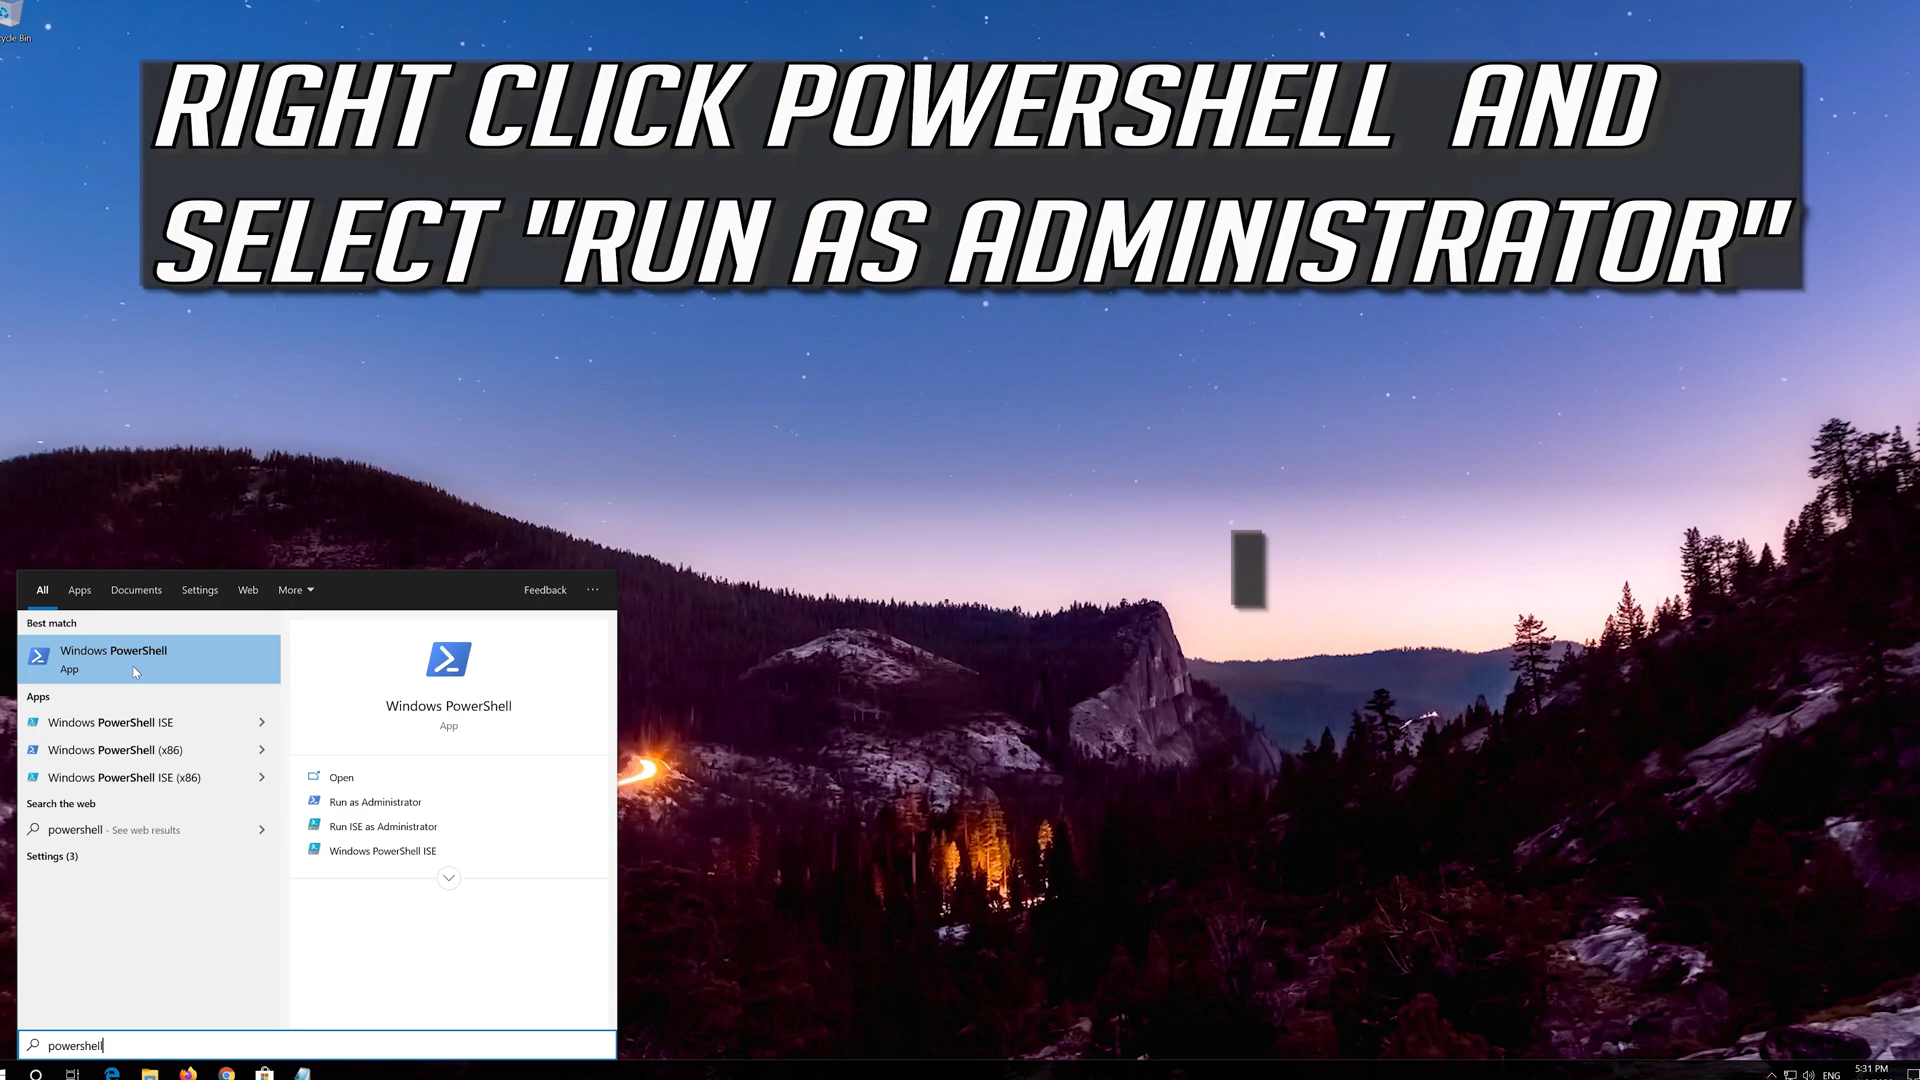 cycle Bin
RIGHT CLICK POWERSHELL AND
SELECT "RUN AS ADMINISTRATOR"
All Apps Documents Settings Web More Feedback ...
Best match
Windows PowerShell
App
Apps
Windows PowerShell ISE
Windows PowerShell (x86)
Windows PowerShell ISE (x86)
Search the web
powershell - See web results
Settings (3)
Windows PowerShell
App
Open
Run as Administrator
Run ISE as Administrator
Windows PowerShell ISE
powershell
ENG
5:31 PM